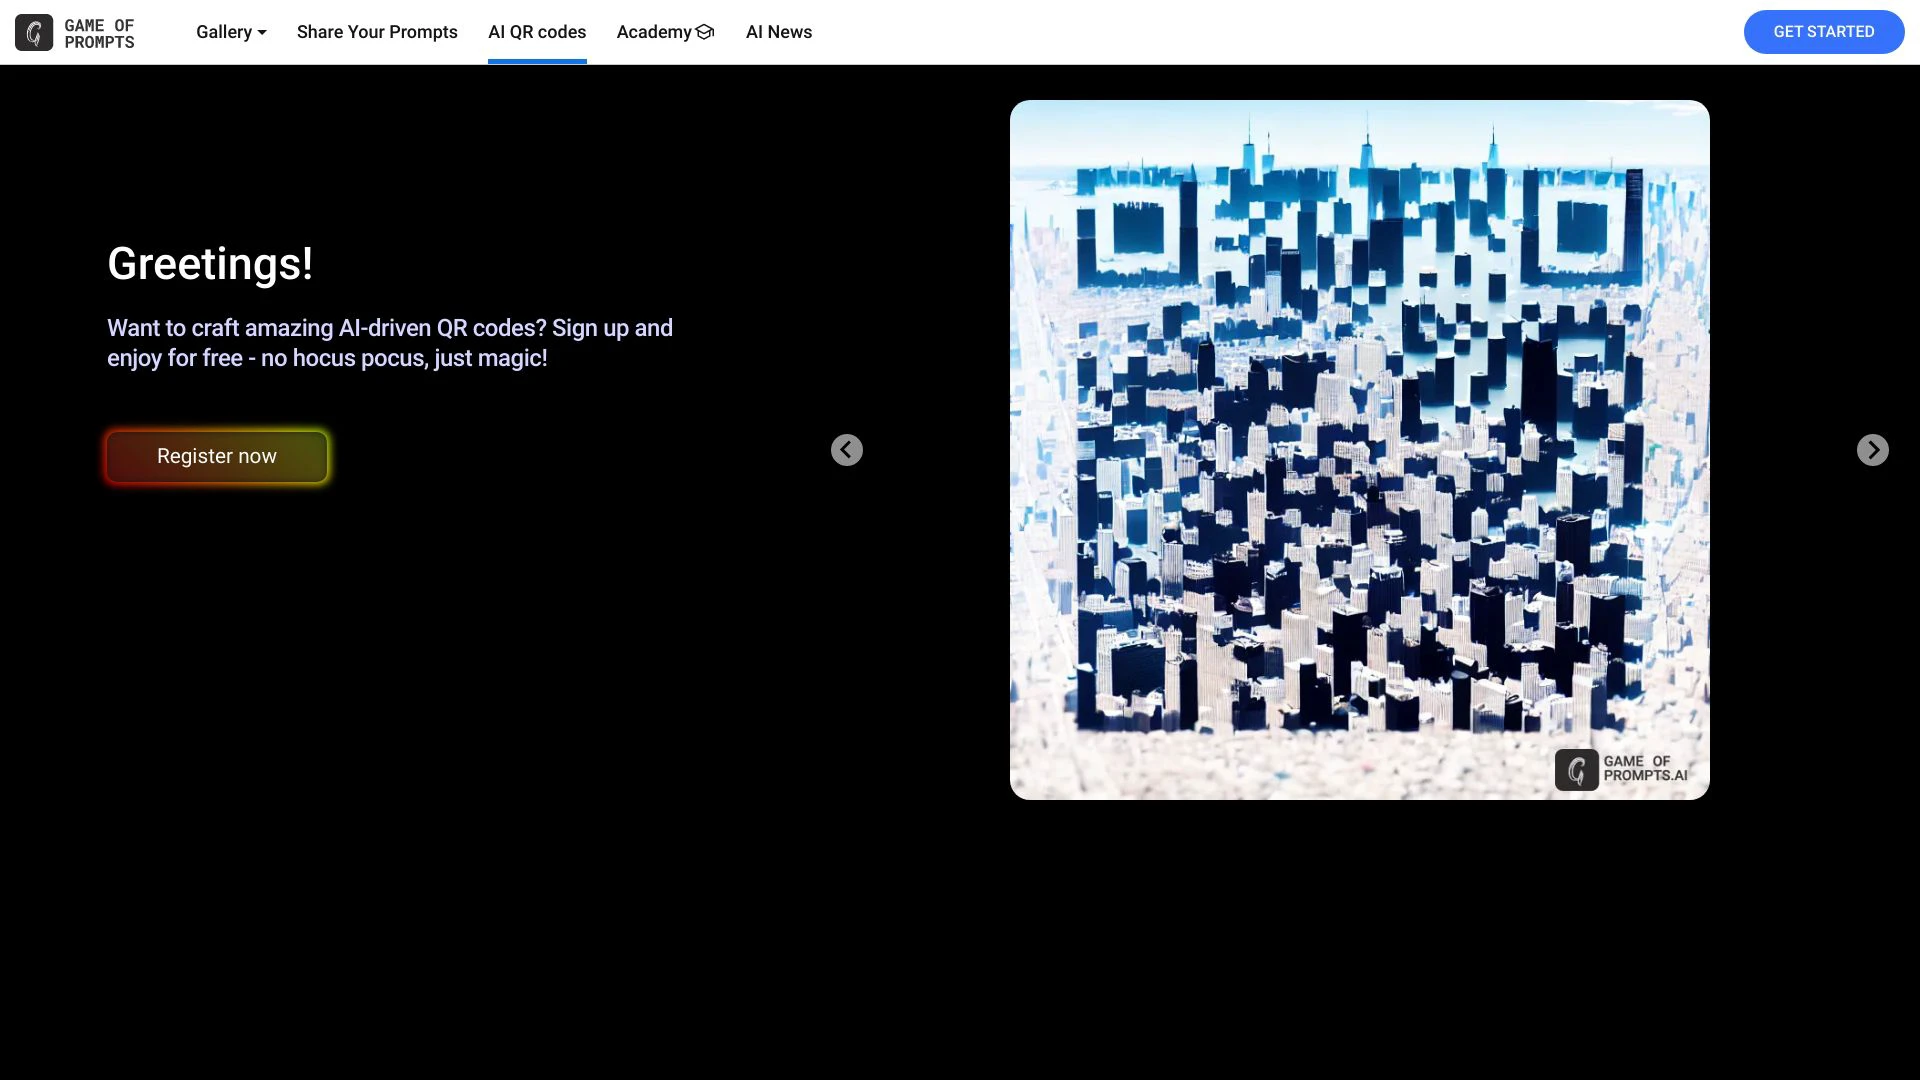 GAME OF
PROMPTS
Gallery
Share Your Prompts
AI QR codes
Academy
AI News
GET STARTED
Greetings!
Want to craft amazing AI-driven QR codes? Sign up and
enjoy for free - no hocus pocus, just magic!
Register now
GAME OF
PROMPTS.AI